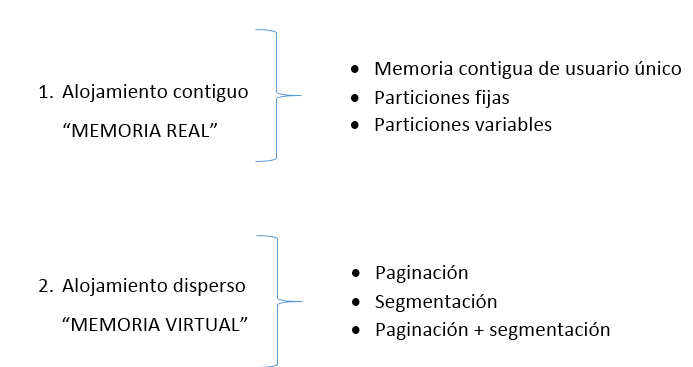 1. Alojamiento contiguo
“MEMORIA REAL”
• Memoria contigua de usuario único
• Particiones fijas
• Particiones variables
2. Alojamiento disperso
“MEMORIA VIRTUAL”
• Paginación
• Segmentación
• Paginación + segmentación